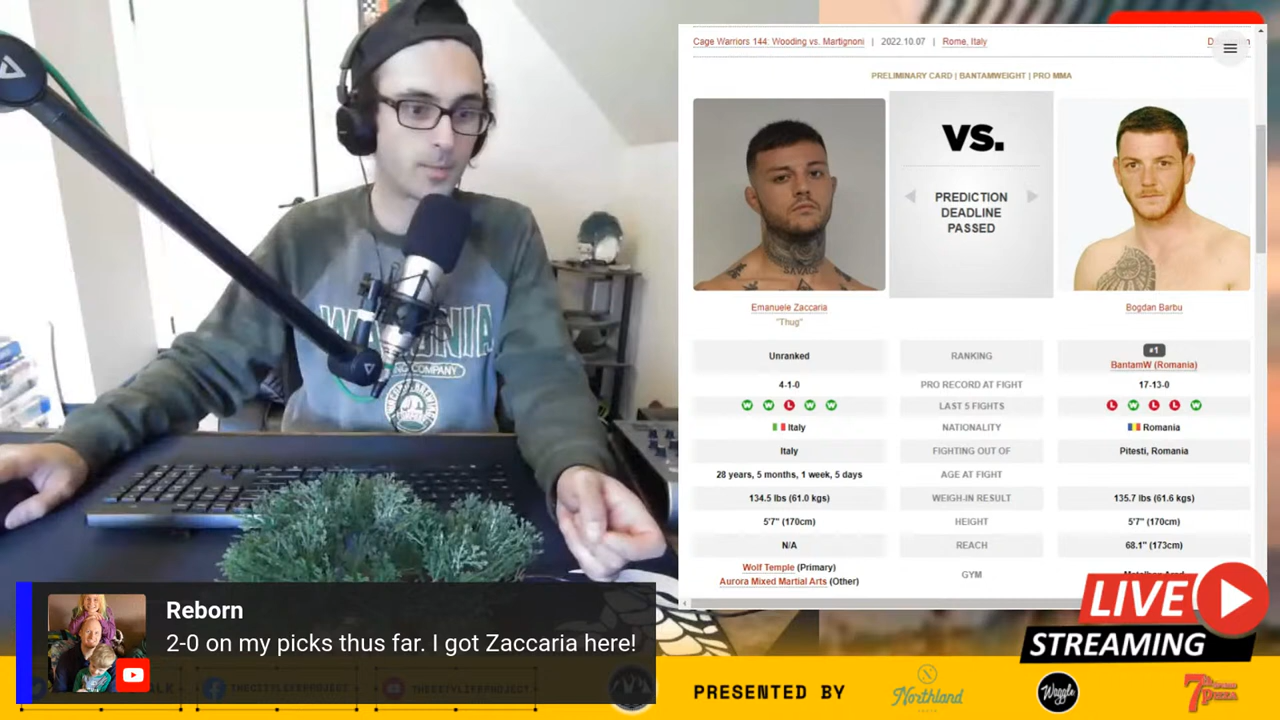 Cage Warriors 144: Wooding vs. Martignoni | 2022.10.07 | Rome, Italy
PRELIMINARY CARD | BANTAMWEIGHT | PRO MMA
VS.
PREDICTION
DEADLINE
PASSED
SAVAGE
Emanuele Zaccaria
"Thug"
Bogdan Barbu
#1
Unranked RANKING BantamW (Romania)
4-1-0 PRO RECORD AT FIGHT 17-13-0
W W L W W LAST 5 FIGHTS L W L L W
Italy NATIONALITY Romania
Italy FIGHTING OUT OF Pitesti, Romania
28 years, 5 months, 1 week, 5 days AGE AT FIGHT
134.5 lbs (61.0 kgs) WEIGH-IN RESULT 135.7 lbs (61.6 kgs)
5'7" (170cm) HEIGHT 5'7" (170cm)
N/A REACH 68.1" (173cm)
Wolf Temple (Primary)
Aurora Mixed Martial Arts (Other)
GYM
Reborn
2-0 on my picks thus far. I got Zaccaria here!
LIVE
STREAMING
THECITYLIFEPROJECT
THECITYLIFEPROJECT
PRESENTED BY
Northland
Waggle